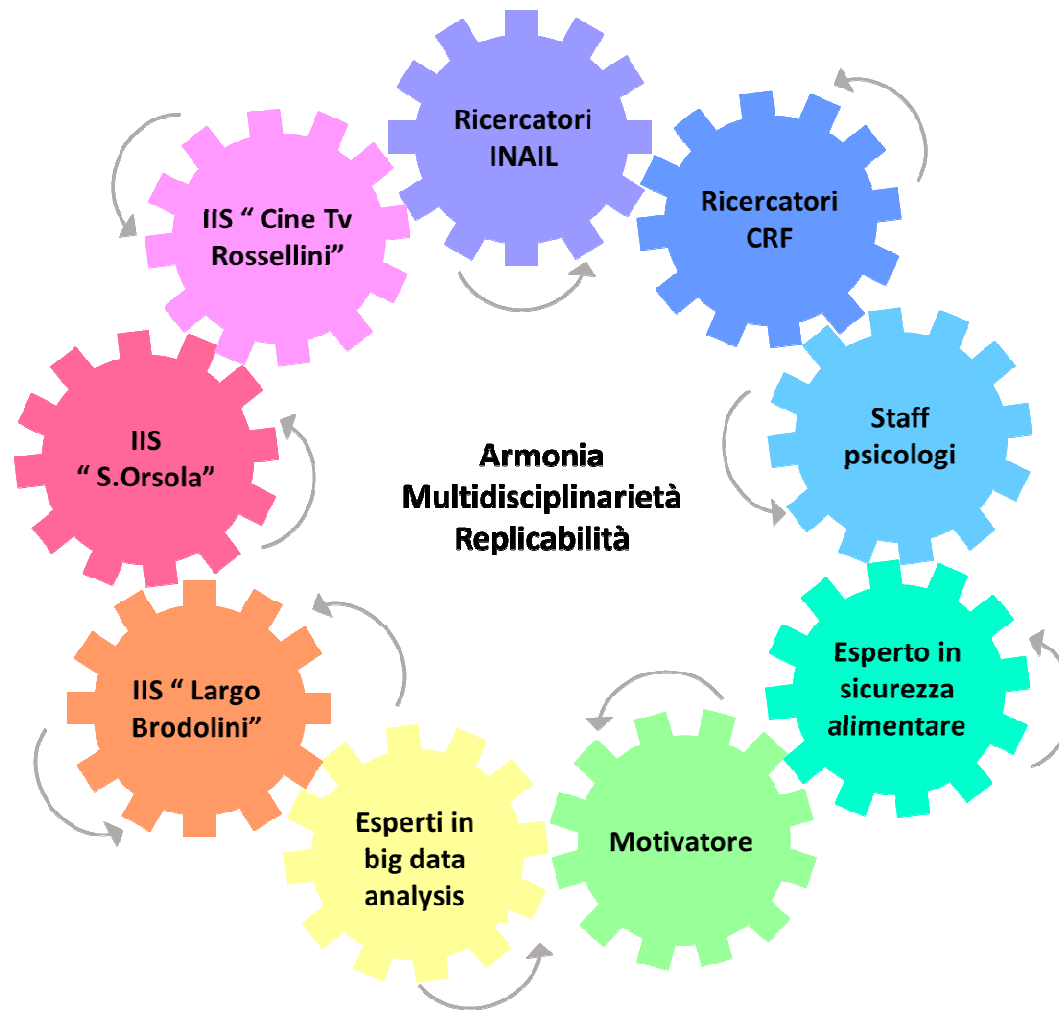 Ricercatori
INAIL
Ricercatori
CRF
IIS “ Cine Tv
Rossellini”
Staff
psicologi
IIS
“ S.Orsola”
Armonia
Multidisciplinarietà
Replicabilità
Esperto in
sicurezza
alimentare
IIS “ Largo
Brodolini”
Motivatore
Esperti in
big data
analysis